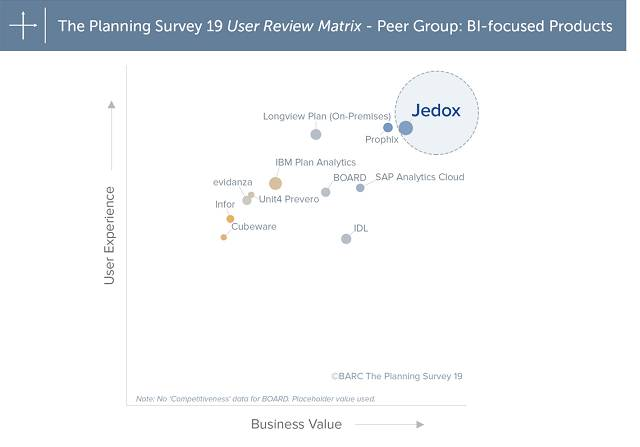 The Planning Survey 19 User Review Matrix - Peer Group: BI-focused Products
Jedox
Longview Plan (On-Premises)
Prophix
IBM Plan Analytics
BOARD
SAP Analytics Cloud
evidanza
Unit4 Prevero
Infor
Cubeware
IDL
User Experience
©BARC The Planning Survey 19
Note: No 'Competitiveness' data for BOARD. Placeholder value used.
Business Value